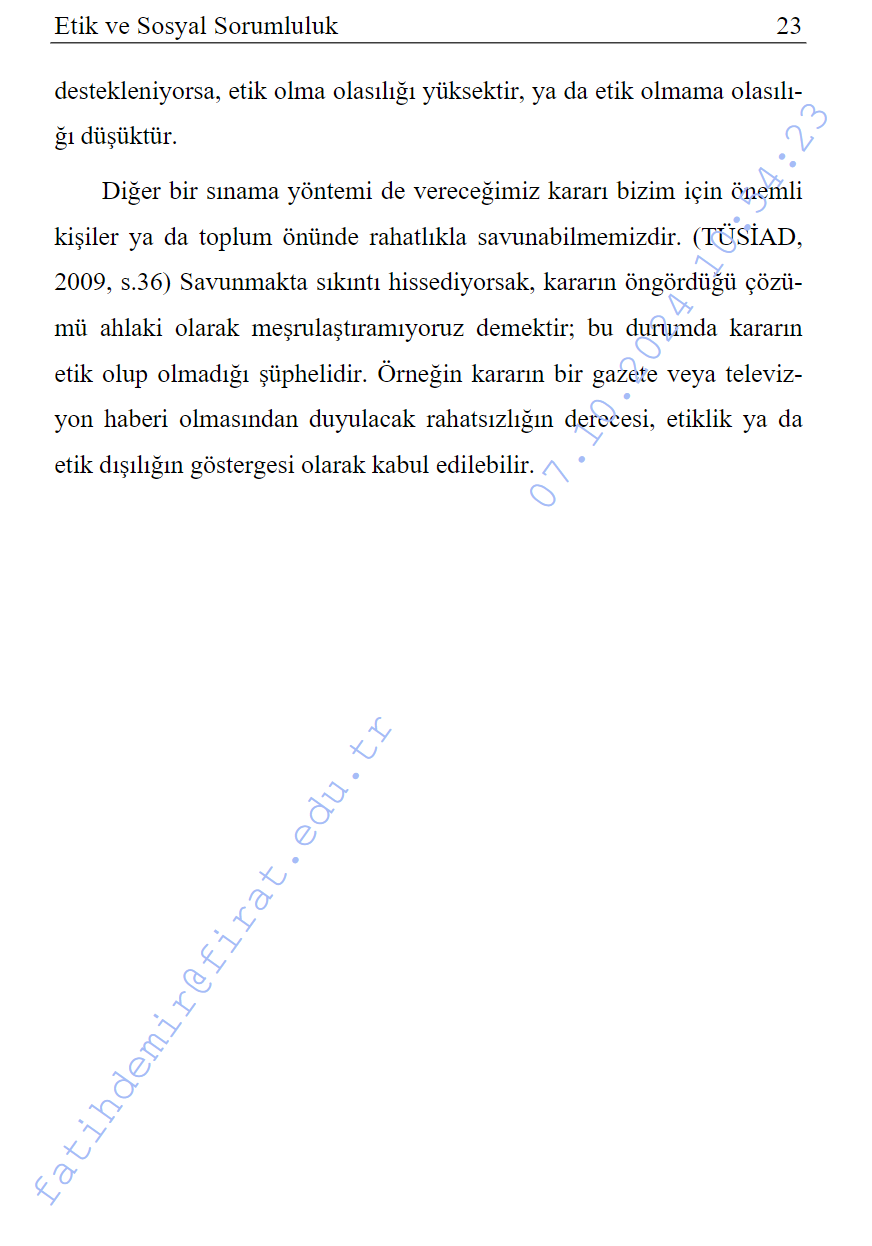 Etik ve Sosyal Sorumluluk 23
destekleniyorsa, etik olma olasılığı yüksektir, ya da etik olmama olasılı-
ğı düşüktür.
Diğer bir sınama yöntemi de vereceğimiz kararı bizim için önemli
kişiler ya da toplum önünde rahatlıkla savunabilmemizdir. (TÜSİAD,
2009, s.36) Savunmakta sıkıntı hissediyorsak, kararın öngördüğü çözü-
mü ahlaki olarak meşrulaştıramıyoruz demektir; bu durumda kararın
etik olup olmadığı şüphelidir. Örneğin kararın bir gazete veya televiz-
yon haberi olmasından duyulacak rahatsızlığın derecesi, etiklik ya da
etik dışılığın göstergesi olarak kabul edilebilir.
07.10.2024 10:54:23
fatihdemir@firat.edu.tr